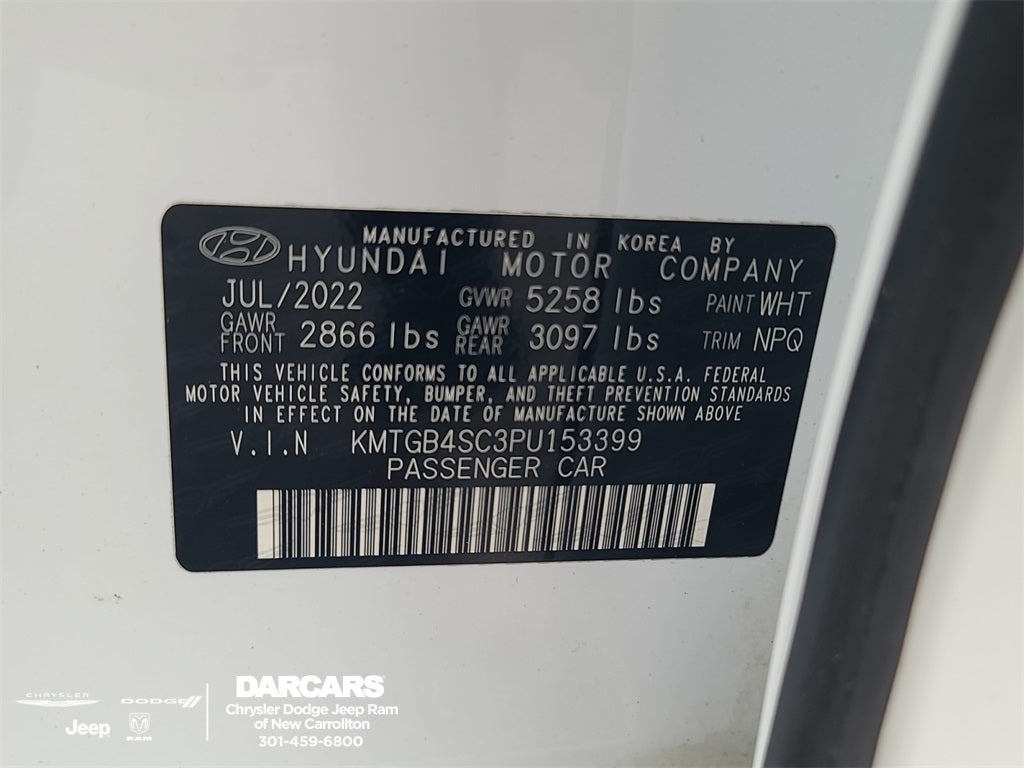 MANUFACTURED IN KOREA BY
HYUNDAI MOTOR COMPANY
JUL/2022 GVWR 5258 lbs PAINT WHT
GAWR FRONT 2866 lbs GAWR REAR 3097 lbs TRIM NPQ
THIS VEHICLE CONFORMS TO ALL APPLICABLE U.S.A. FEDERAL
MOTOR VEHICLE SAFETY, BUMPER, AND THEFT PREVENTION STANDARDS
IN EFFECT ON THE DATE OF MANUFACTURE SHOWN ABOVE
V.I.N KMTGB4SC3PU153399
PASSENGER CAR
CHRYSLER DODGE
Jeep RAM
DARCARS
Chrysler Dodge Jeep Ram
of New Carrollton
301-459-6800